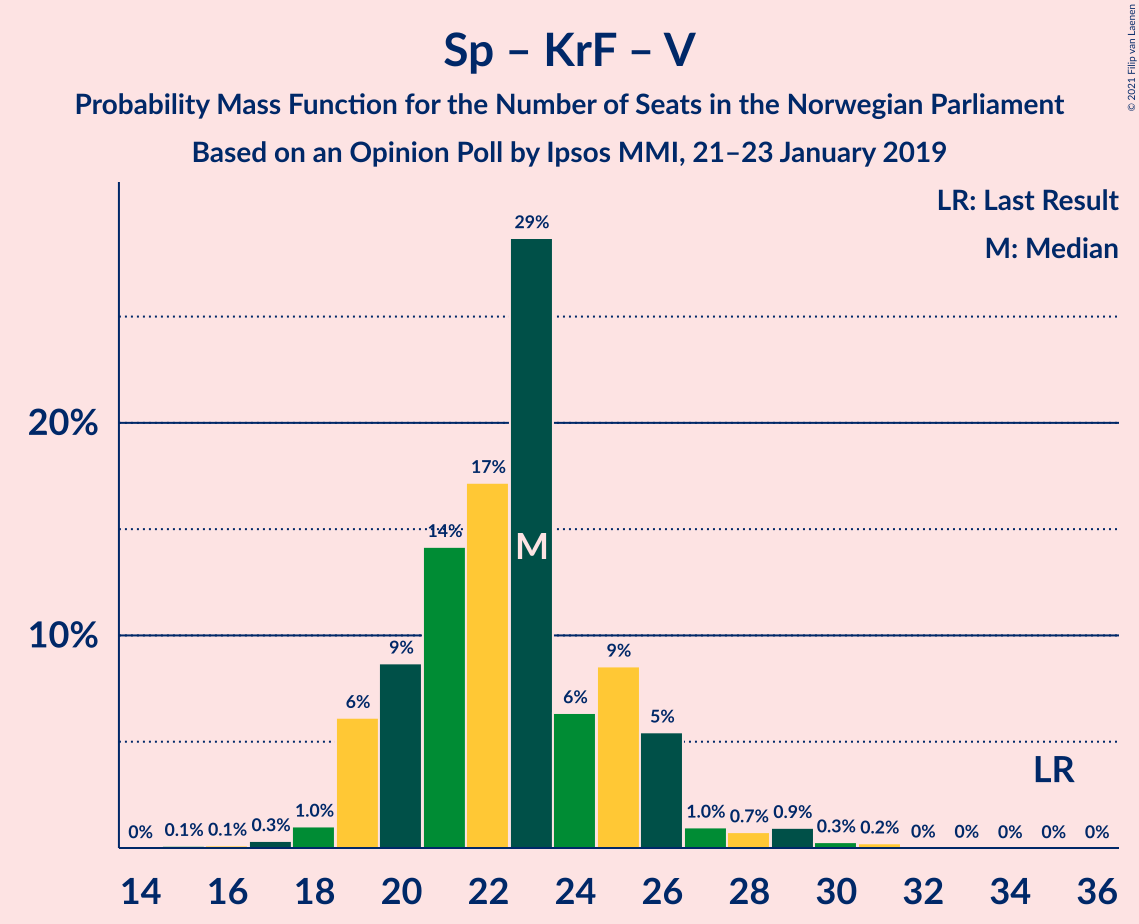 Sp – KrF – V
Probability Mass Function for the Number of Seats in the Norwegian Parliament
Based on an Opinion Poll by Ipsos MMI, 21–23 January 2019
© 2021 Filip van Laenen
LR: Last Result
M: Median
29%
20%
17%
14%
M
10%
9%
9%
6%
6%
5%
LR
0% 0.1% 0.1% 0.3% 1.0% 1.0% 0.7% 0.9% 0.3% 0.2% 0% 0% 0% 0% 0%
14 16 18 20 22 24 26 28 30 32 34 36